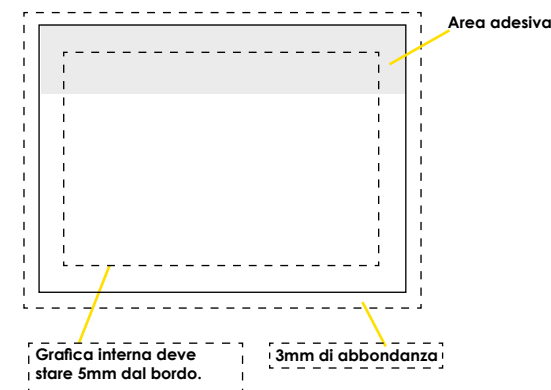 Area adesiva
Grafica interna deve
stare 5mm dal bordo.
3mm di abbondanza